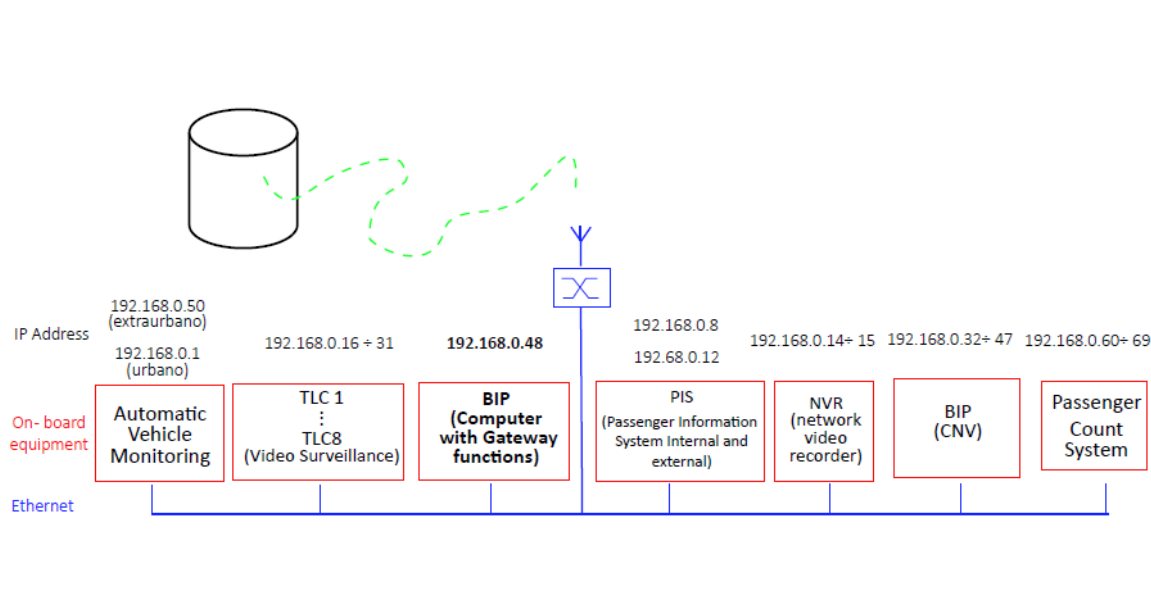 192.168.0.50
(extraurbano)
IP Address
192.168.0.1
(urbano)
192.168.0.16 ÷ 31
192.168.0.48
192.168.0.8
192.68.0.12
192.168.0.14÷ 15
192.168.0.32÷ 47
192.168.0.60÷ 69
On- board
equipment
Automatic
Vehicle
Monitoring
TLC 1
⋮
TLC8
(Video Surveillance)
BIP
(Computer
with Gateway
functions)
PIS
(Passenger Information
System Internal and
external)
NVR
(network
video
recorder)
BIP
(CNV)
Passenger
Count
System
Ethernet